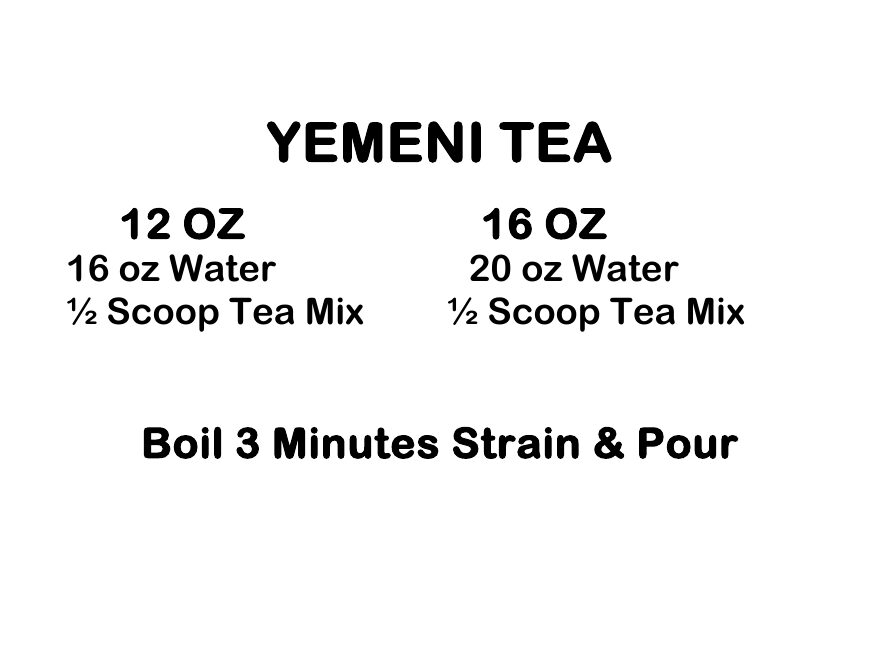 YEMENI TEA
12 OZ 16 OZ
16 oz Water 20 oz Water
½ Scoop Tea Mix ½ Scoop Tea Mix
Boil 3 Minutes Strain & Pour